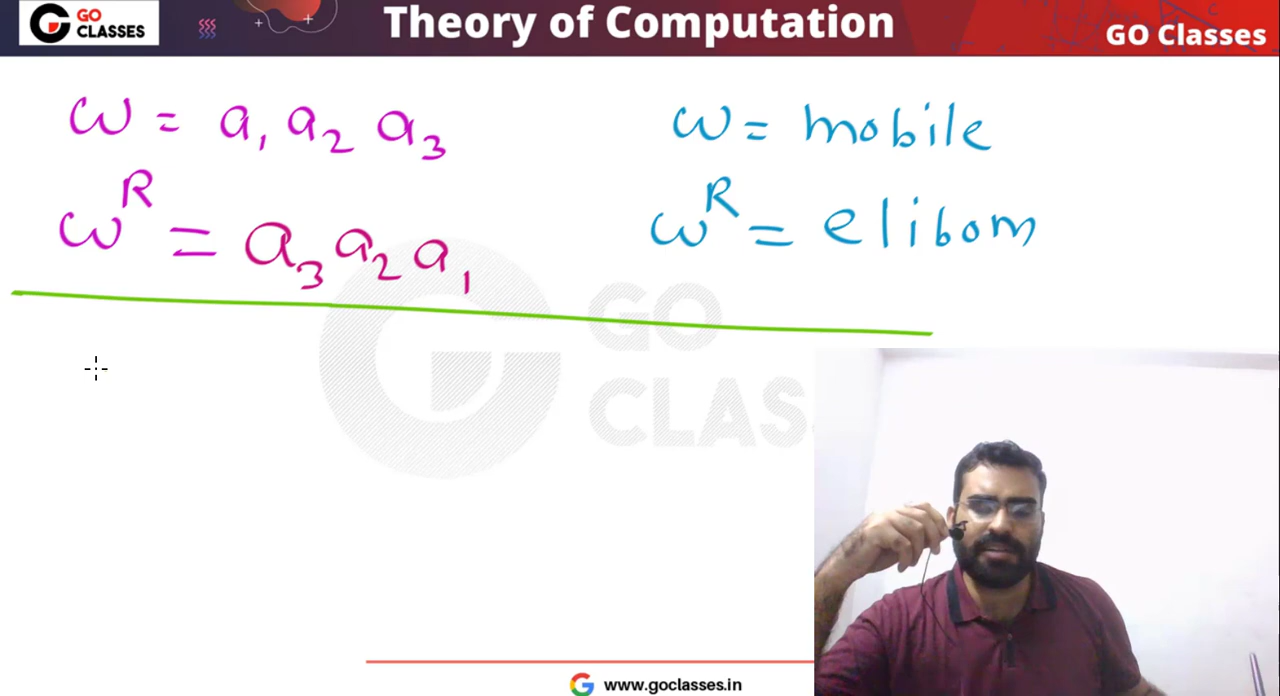 GO
CLASSES
Theory of Computation
GO Classes
ω = a₁ a₂ a₃
ω = mobile
ωᴿ = a₃ a₂ a₁
ωᴿ = elibom
GO
CLAS
www.goclasses.in